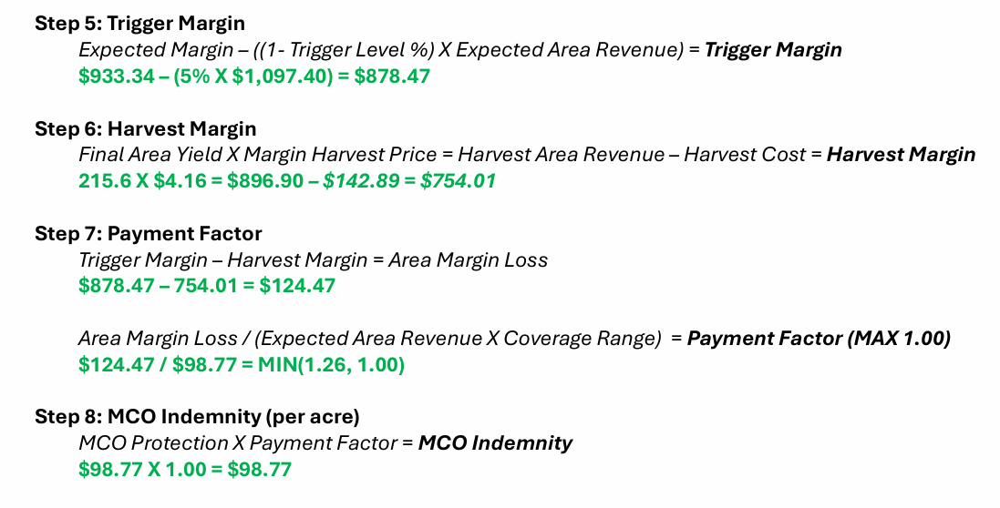 Step 5: Trigger Margin
Expected Margin – ((1- Trigger Level %) X Expected Area Revenue) = Trigger Margin
$933.34 – (5% X $1,097.40) = $878.47
Step 6: Harvest Margin
Final Area Yield X Margin Harvest Price = Harvest Area Revenue – Harvest Cost = Harvest Margin
215.6 X $4.16 = $896.90 – $142.89 = $754.01
Step 7: Payment Factor
Trigger Margin – Harvest Margin = Area Margin Loss
$878.47 – 754.01 = $124.47
Area Margin Loss / (Expected Area Revenue X Coverage Range) = Payment Factor (MAX 1.00)
$124.47 / $98.77 = MIN(1.26, 1.00)
Step 8: MCO Indemnity (per acre)
MCO Protection X Payment Factor = MCO Indemnity
$98.77 X 1.00 = $98.77